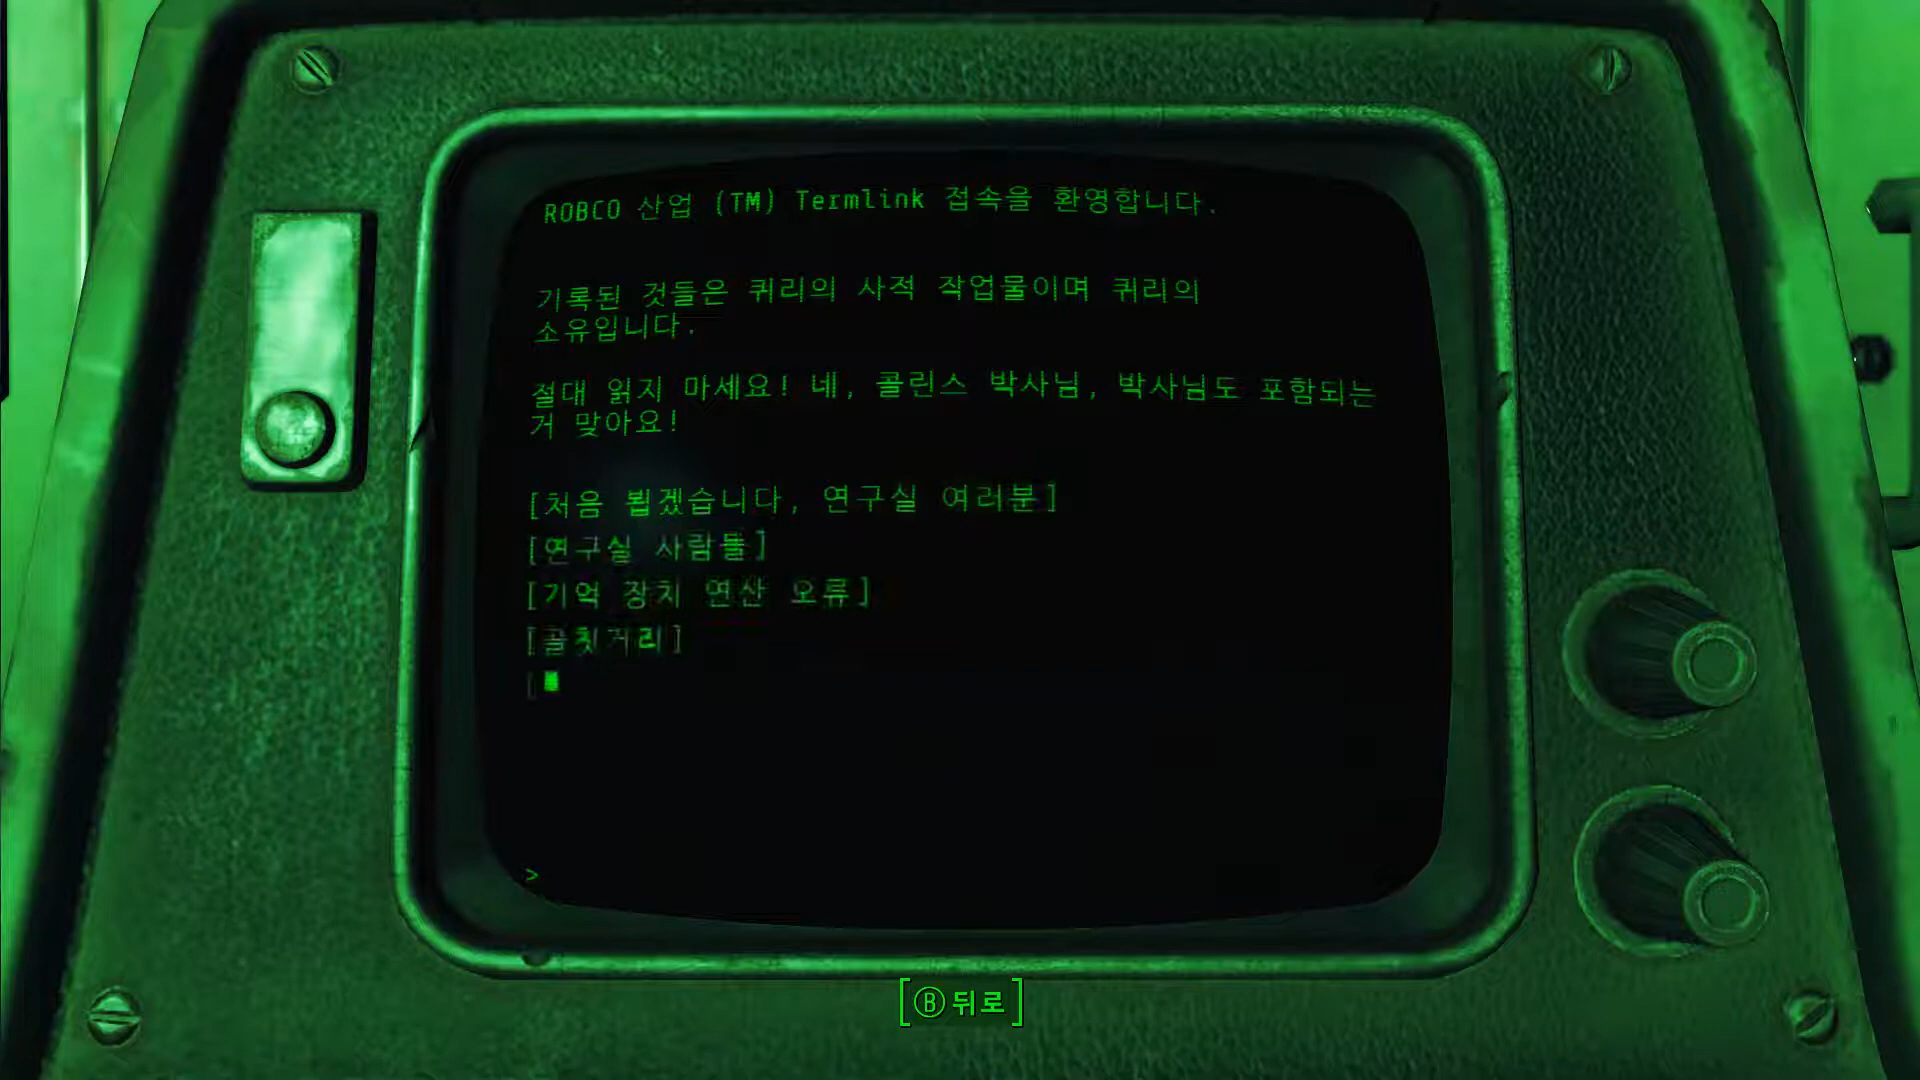 ROBCO 산업 (TM) Termlink 접속을 환영합니다.
기록된 것들은 퀴리의 사적 작업물이며 퀴리의
소유입니다.
절대 읽지 마세요! 네, 콜린스 박사님, 박사님도 포함되는
거 맞아요!
[처음 뵙겠습니다, 연구실 여러분]
[연구실 사람들]
[기억 장치 연산 오류]
[골칫거리]
[
>
[Ⓑ뒤로]